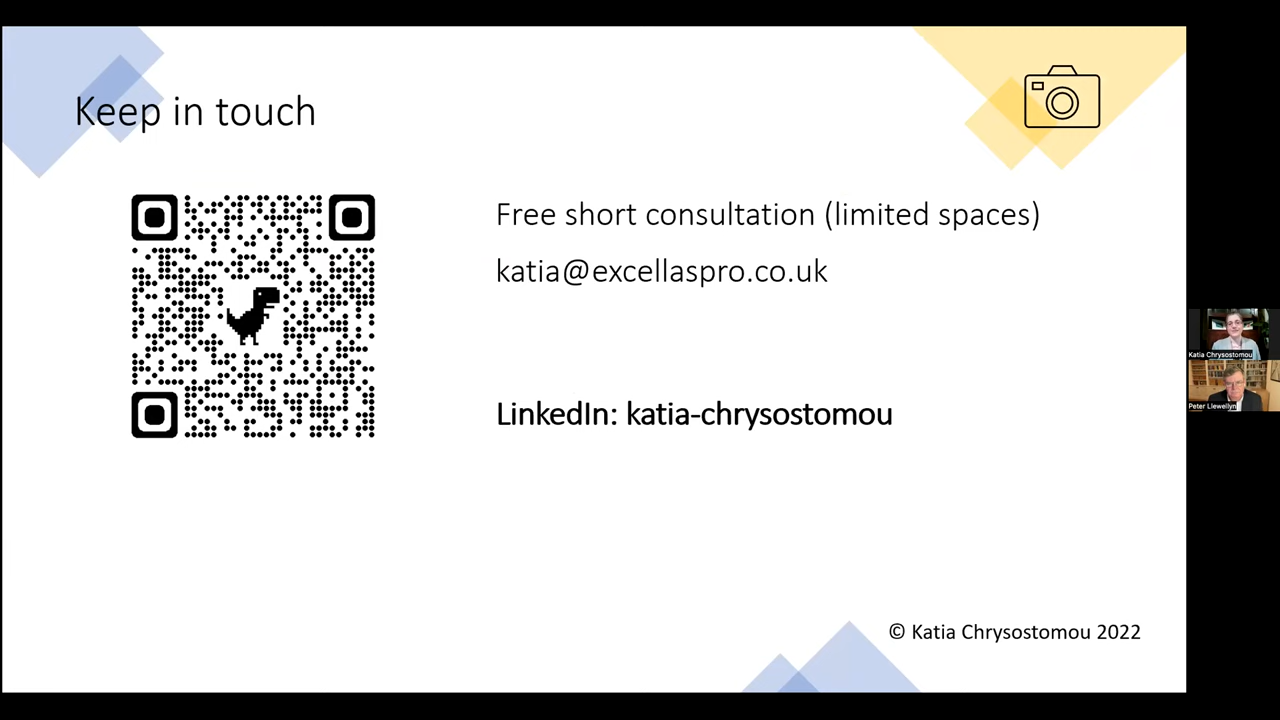 Keep in touch
Free short consultation (limited spaces)
katia@excellaspro.co.uk
LinkedIn: katia-chrysostomou
© Katia Chrysostomou 2022
Katia Chrysostomou
Peter Llewellyn